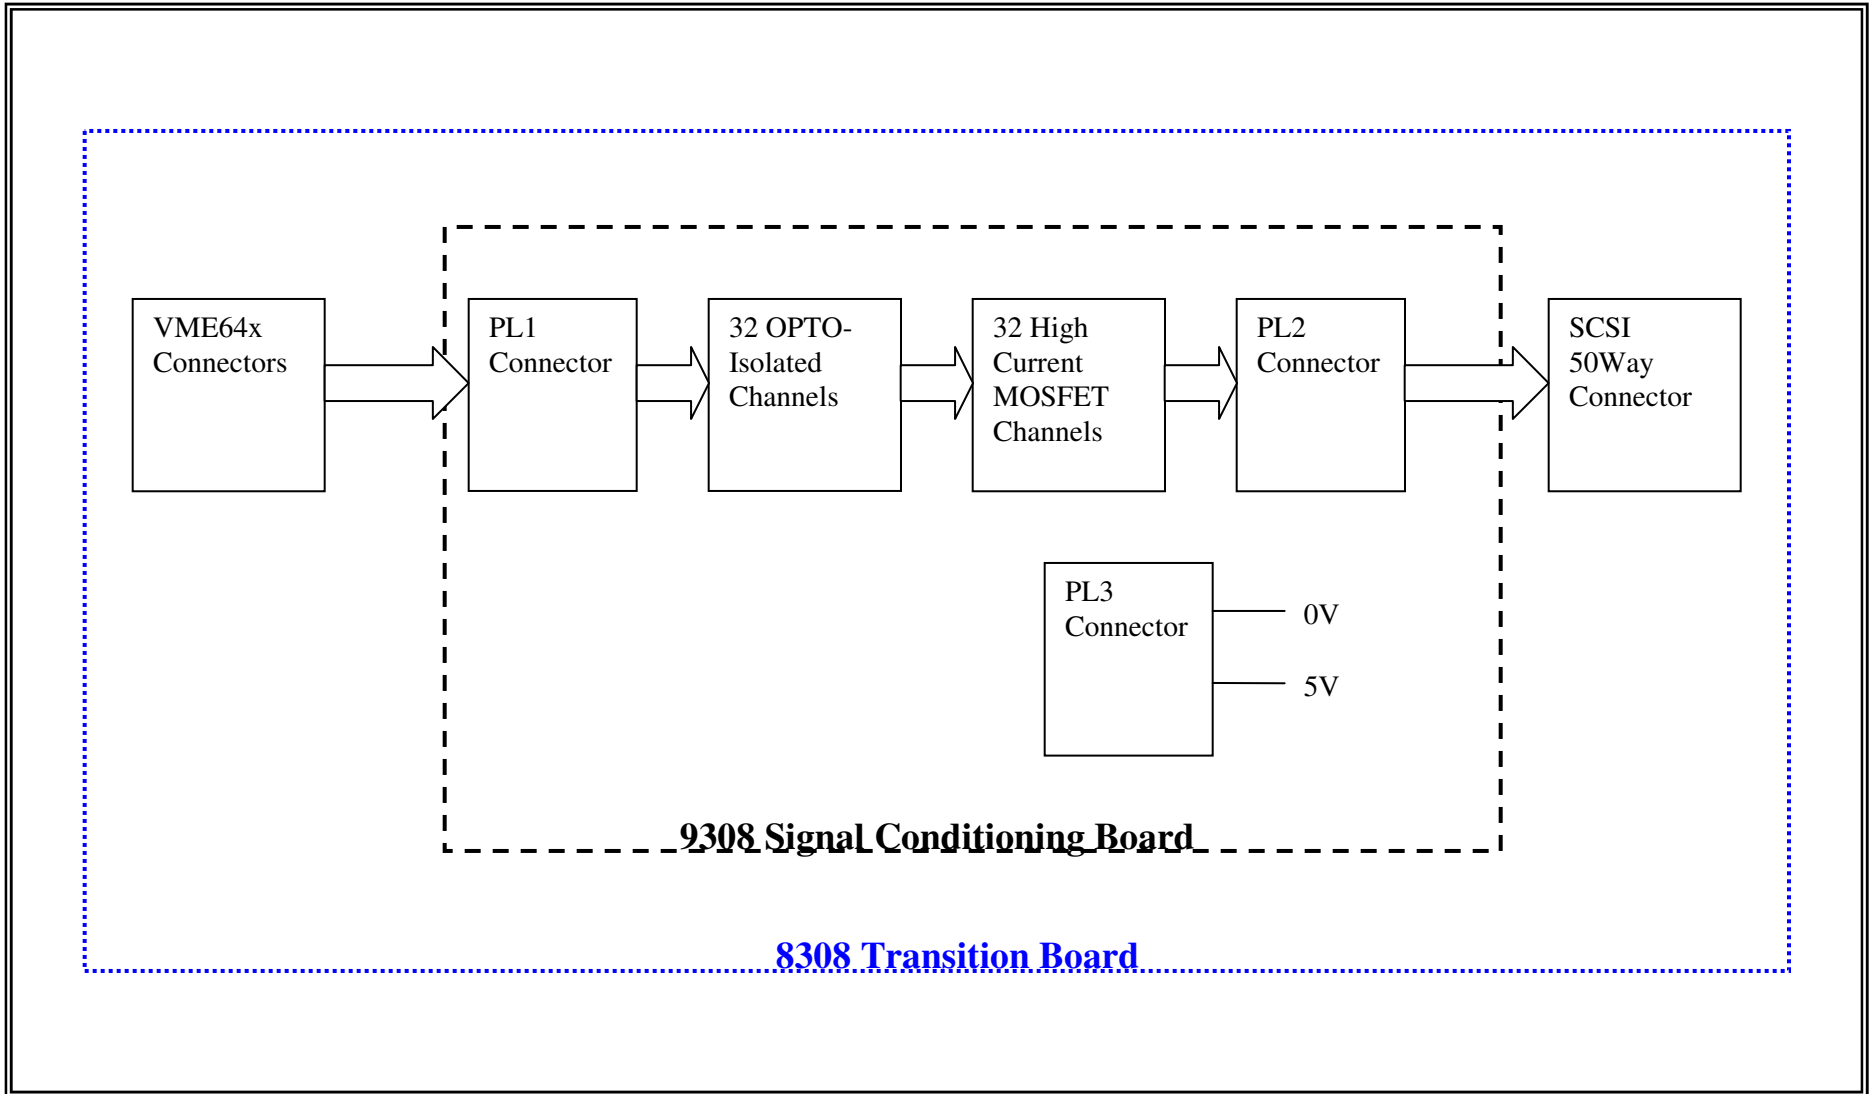 VME64x
Connectors
PL1
Connector
32 OPTO-
Isolated
Channels
32 High
Current
MOSFET
Channels
PL2
Connector
SCSI
50Way
Connector
PL3
Connector
0V
5V
9308 Signal Conditioning Board
8308 Transition Board